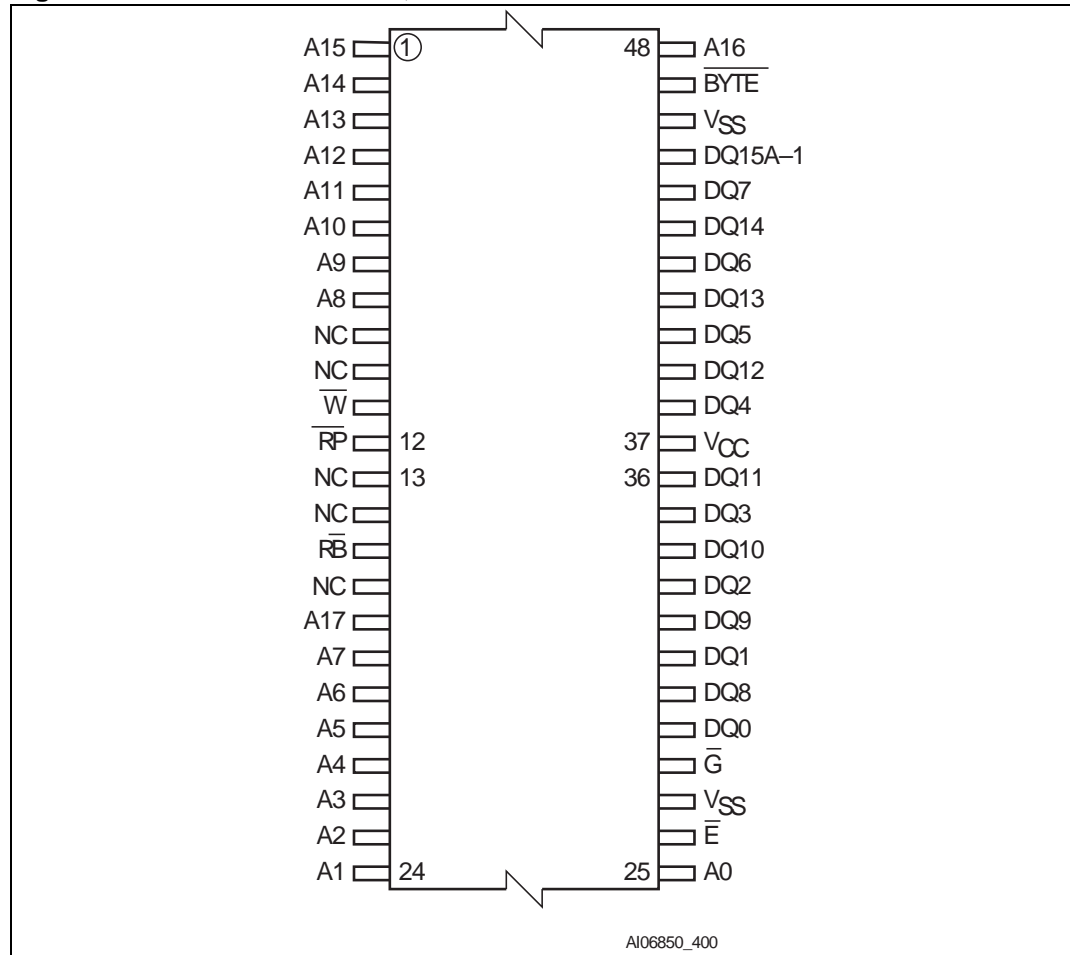 A15 1 48 A16
A14 B̅Y̅T̅E̅
A13 VSS
A12 DQ15A–1
A11 DQ7
A10 DQ14
A9 DQ6
A8 DQ13
NC DQ5
NC DQ12
W̅ DQ4
R̅P̅ 12 37 VCC
NC 13 36 DQ11
NC DQ3
RB̅ DQ10
NC DQ2
A17 DQ9
A7 DQ1
A6 DQ8
A5 DQ0
A4 G̅
A3 VSS
A2 E̅
A1 24 25 A0
AI06850_400